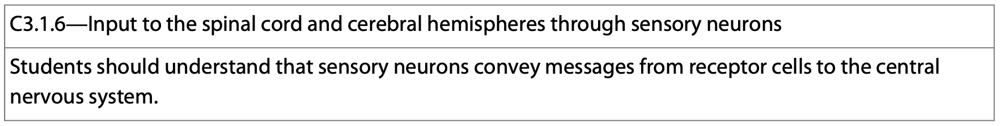 C3.1.6—Input to the spinal cord and cerebral hemispheres through sensory neurons
Students should understand that sensory neurons convey messages from receptor cells to the central
nervous system.